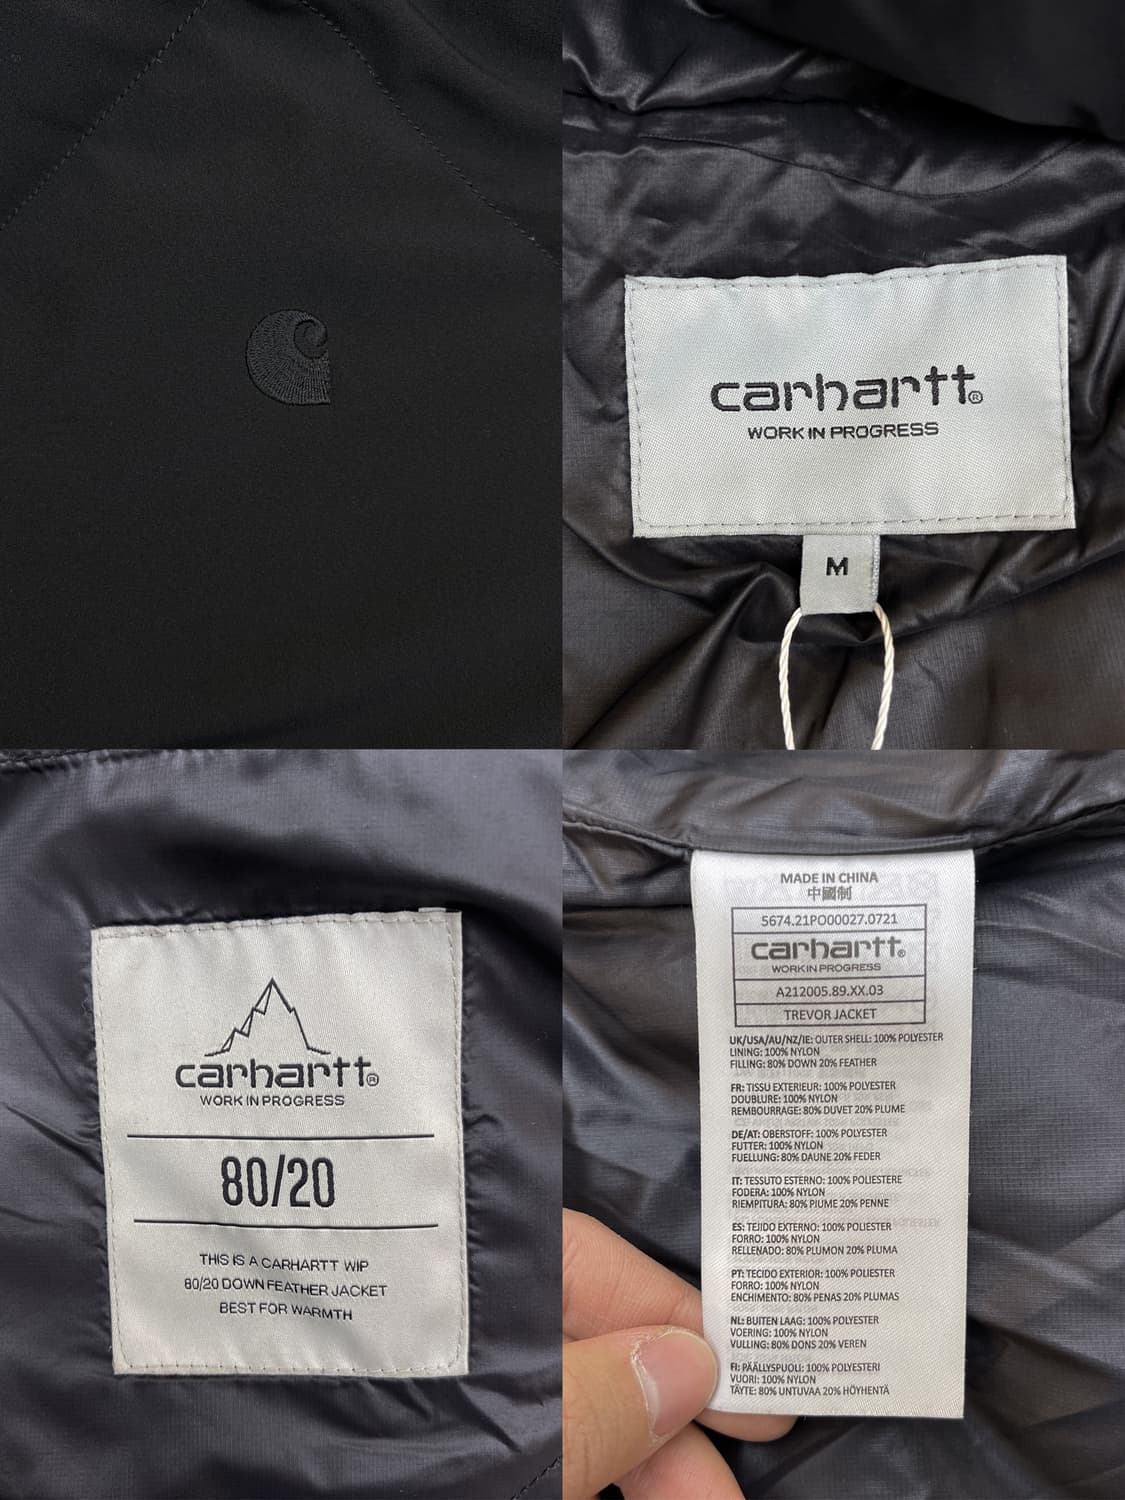 carhartt®
WORK IN PROGRESS
M
carhartt®
WORK IN PROGRESS
80/20
THIS IS A CARHARTT WIP
80/20 DOWN FEATHER JACKET
BEST FOR WARMTH
MADE IN CHINA
中國制
5674.21PO00027.0721
carhartt®
WORK IN PROGRESS
A212005.89.XX.03
TREVOR JACKET
UK/USA/AU/NZ/IE: OUTER SHELL: 100% POLYESTER
LINING: 100% NYLON
FILLING: 80% DOWN 20% FEATHER
FR: TISSU EXTERIEUR: 100% POLYESTER
DOUBLURE: 100% NYLON
REMBOURRAGE: 80% DUVET 20% PLUME
DE/AT: OBERSTOFF: 100% POLYESTER
FUTTER: 100% NYLON
FUELLUNG: 80% DAUNE 20% FEDER
IT: TESSUTO ESTERNO: 100% POLIESTERE
FODERA: 100% NYLON
RIEMPITURA: 80% PIUME 20% PENNE
ES: TEJIDO EXTERNO: 100% POLIESTER
FORRO: 100% NYLON
RELLENADO: 80% PLUMON 20% PLUMA
PT: TECIDO EXTERIOR: 100% POLIESTER
FORRO: 100% NYLON
ENCHIMENTO: 80% PENAS 20% PLUMAS
NL: BUITEN LAAG: 100% POLYESTER
VOERING: 100% NYLON
VULLING: 80% DONS 20% VEREN
FI: PÄÄLLYSPUOLI: 100% POLYESTERI
VUORI: 100% NYLON
TÄYTE: 80% UNTUVAA 20% HÖYHENTÄ